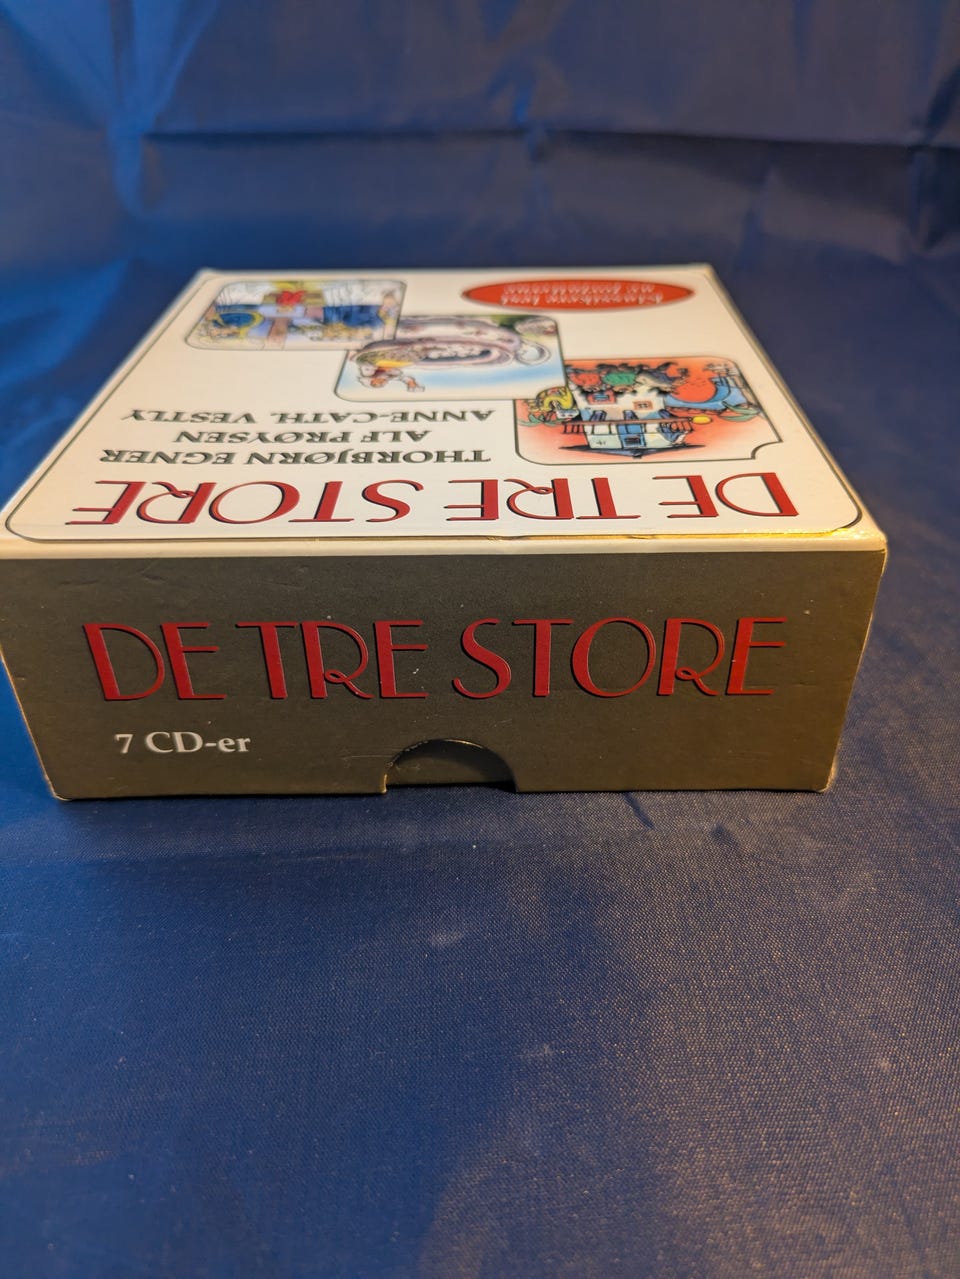 DE TRE STORE
THORBJØRN EGNER
ALF PRØYSEN
ANNE-CATH. VESTLY
DE TRE STORE
7 CD-er